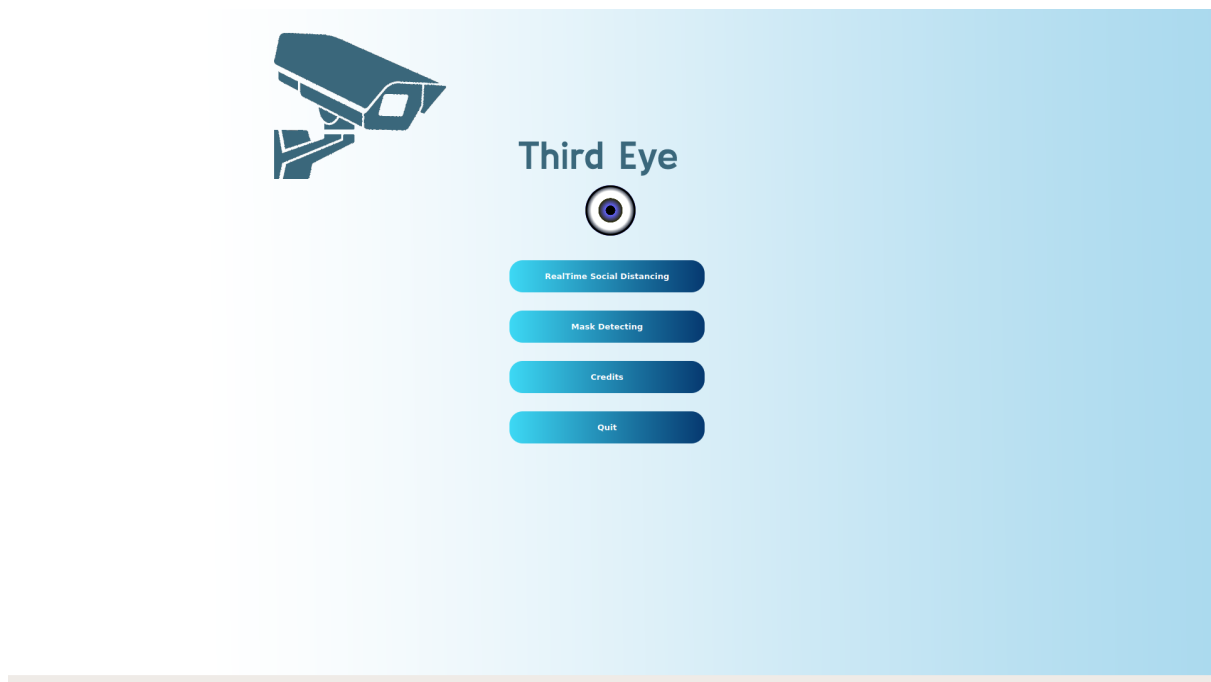 Third Eye
RealTime Social Distancing
Mask Detecting
Credits
Quit